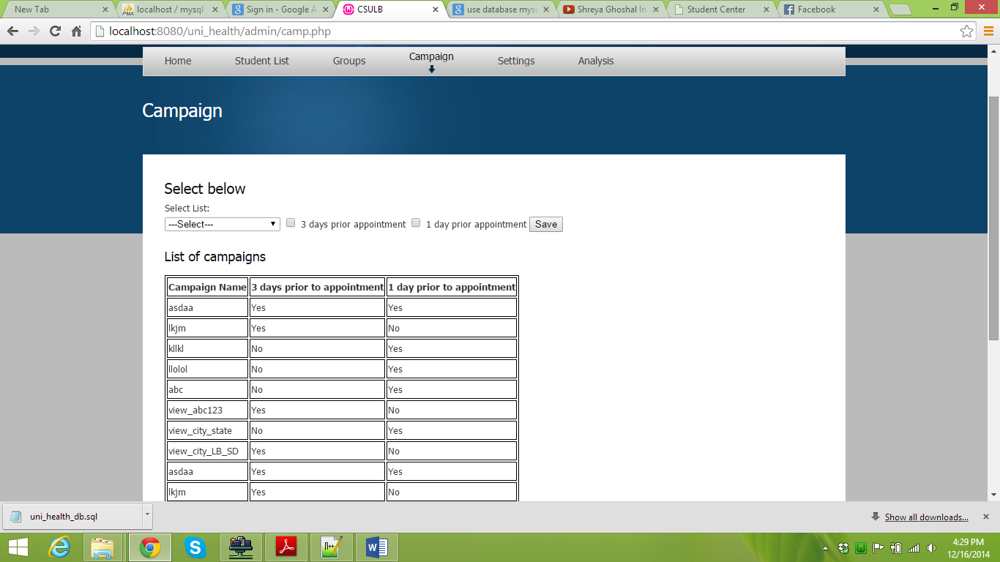 New Tab localhost / mysql Sign in - Google A CSULB use database mysq Shreya Ghoshal In Student Center Facebook
localhost:8080/uni_health/admin/camp.php
Home Student List Groups Campaign Settings Analysis
Campaign
Select below
Select List:
---Select--- 3 days prior appointment 1 day prior appointment Save
List of campaigns
Campaign Name 3 days prior to appointment 1 day prior to appointment
asdaa Yes Yes
lkjm Yes No
kllkl No Yes
llolol No Yes
abc No Yes
view_abc123 Yes No
view_city_state No Yes
view_city_LB_SD Yes No
asdaa Yes Yes
lkjm Yes No
uni_health_db.sql Show all downloads...
4:29 PM
12/16/2014